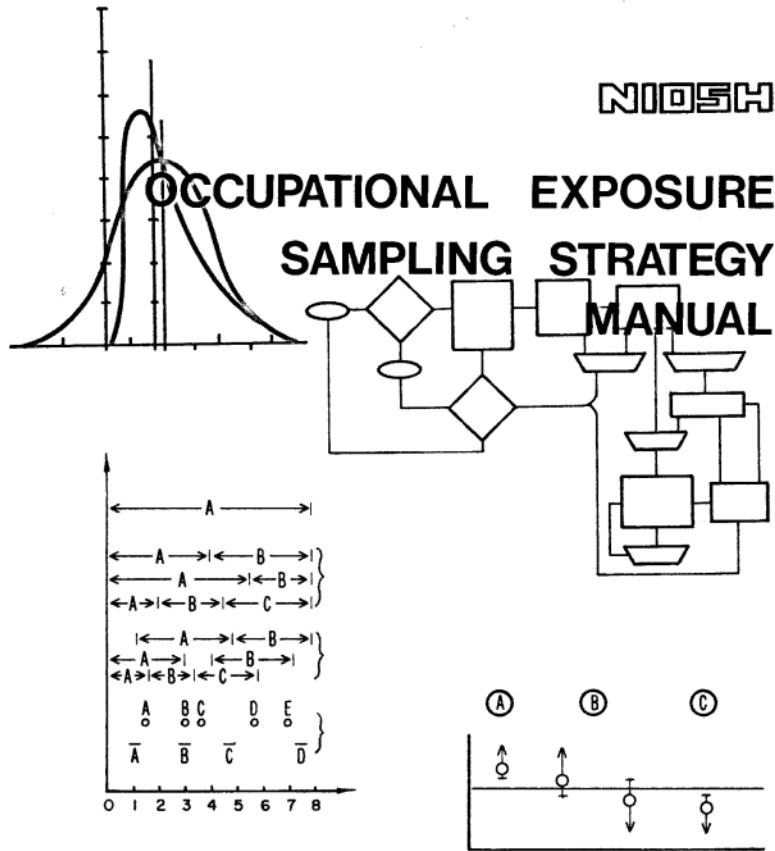 NIOSH
OCCUPATIONAL EXPOSURE
SAMPLING STRATEGY
MANUAL
A
A B
A B
A B C
A B
A B
A B C
A B C D E
A B C D
0 1 2 3 4 5 6 7 8
A B C